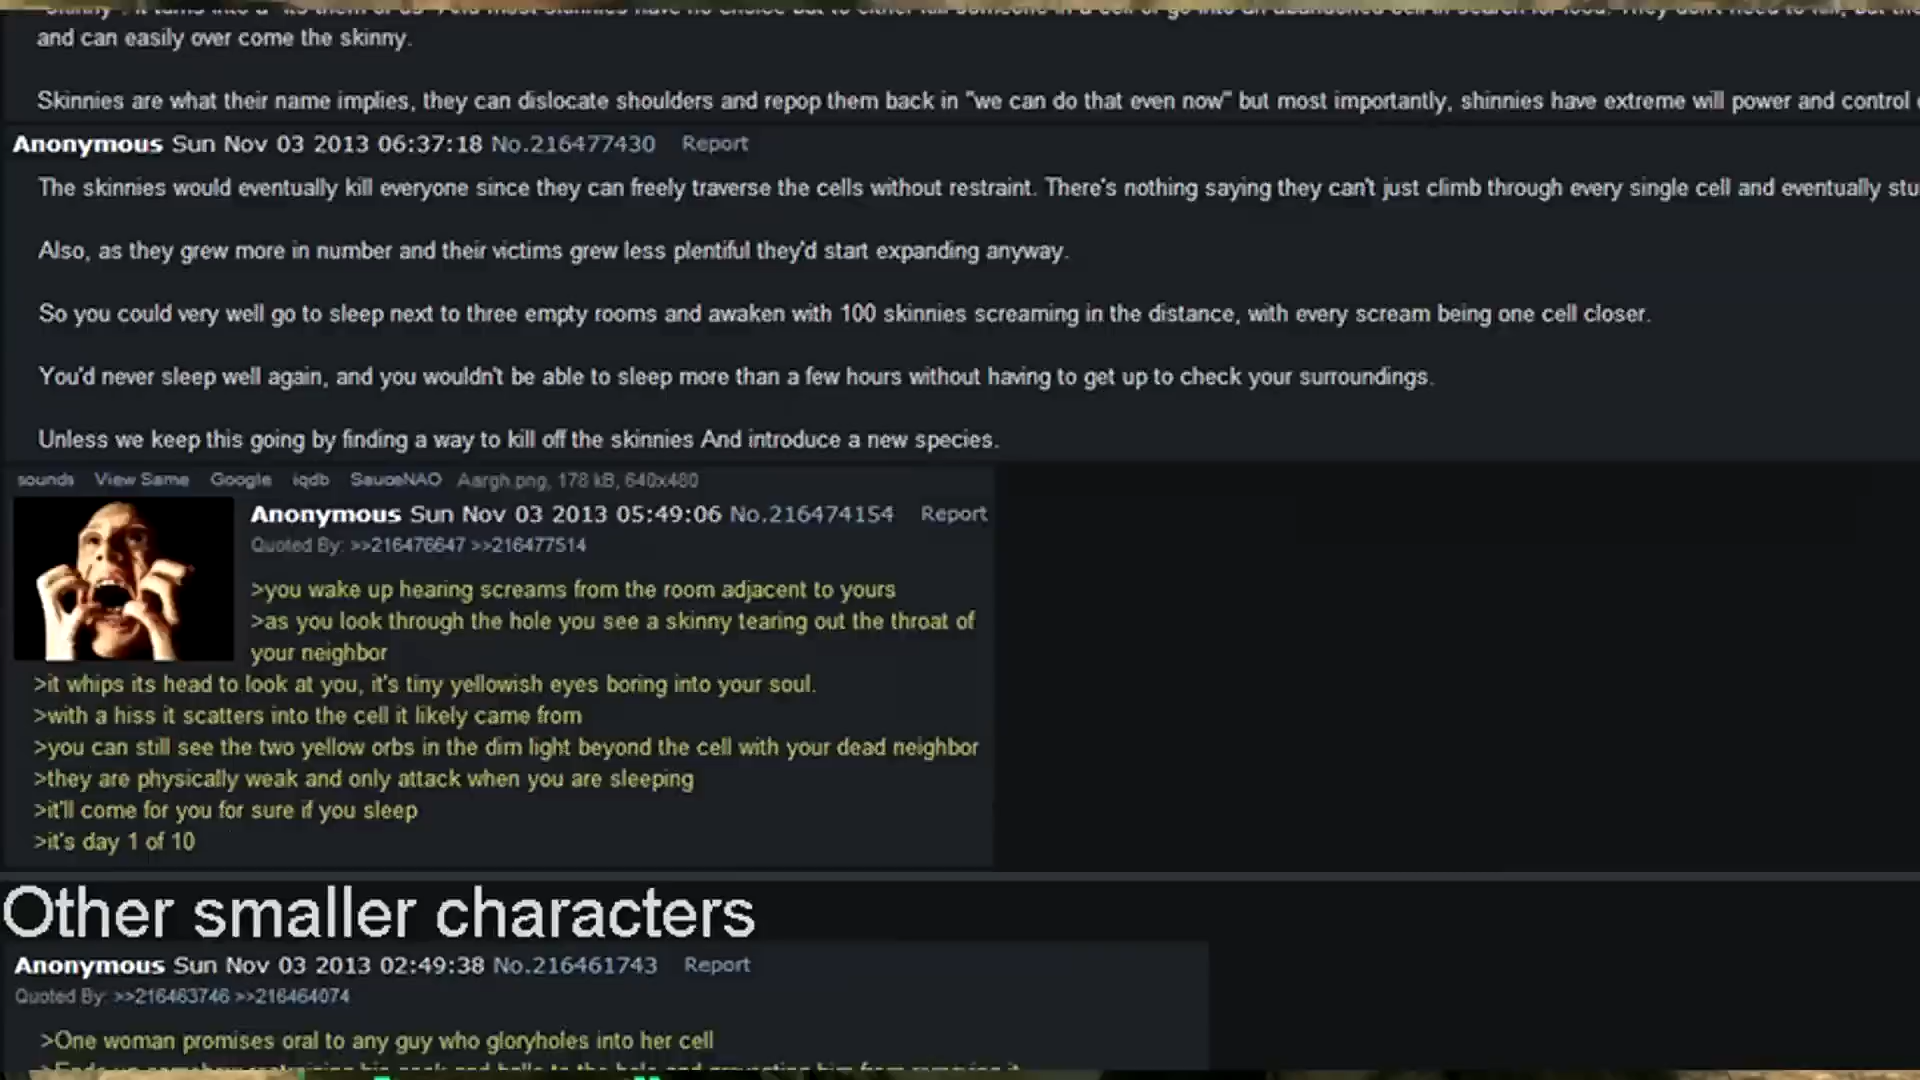 and can easily over come the skinny.
Skinnies are what their name implies, they can dislocate shoulders and repop them back in "we can do that even now" but most importantly, shinnies have extreme will power and control
Anonymous Sun Nov 03 2013 06:37:18 No.216477430 Report
The skinnies would eventually kill everyone since they can freely traverse the cells without restraint. There's nothing saying they can't just climb through every single cell and eventually stu
Also, as they grew more in number and their victims grew less plentiful they'd start expanding anyway.
So you could very well go to sleep next to three empty rooms and awaken with 100 skinnies screaming in the distance, with every scream being one cell closer.
You'd never sleep well again, and you wouldn't be able to sleep more than a few hours without having to get up to check your surroundings.
Unless we keep this going by finding a way to kill off the skinnies And introduce a new species.
sounds View Same Google iqdb SauceNAO Aargh.png, 178 kB, 640x480
Anonymous Sun Nov 03 2013 05:49:06 No.216474154 Report
Quoted By: >>216476647 >>216477514
>you wake up hearing screams from the room adjacent to yours
>as you look through the hole you see a skinny tearing out the throat of
your neighbor
>it whips its head to look at you, it's tiny yellowish eyes boring into your soul.
>with a hiss it scatters into the cell it likely came from
>you can still see the two yellow orbs in the dim light beyond the cell with your dead neighbor
>they are physically weak and only attack when you are sleeping
>it'll come for you for sure if you sleep
>it's day 1 of 10
Other smaller characters
Anonymous Sun Nov 03 2013 02:49:38 No.216461743 Report
Quoted By: >>216463746 >>216464074
>One woman promises oral to any guy who gloryholes into her cell